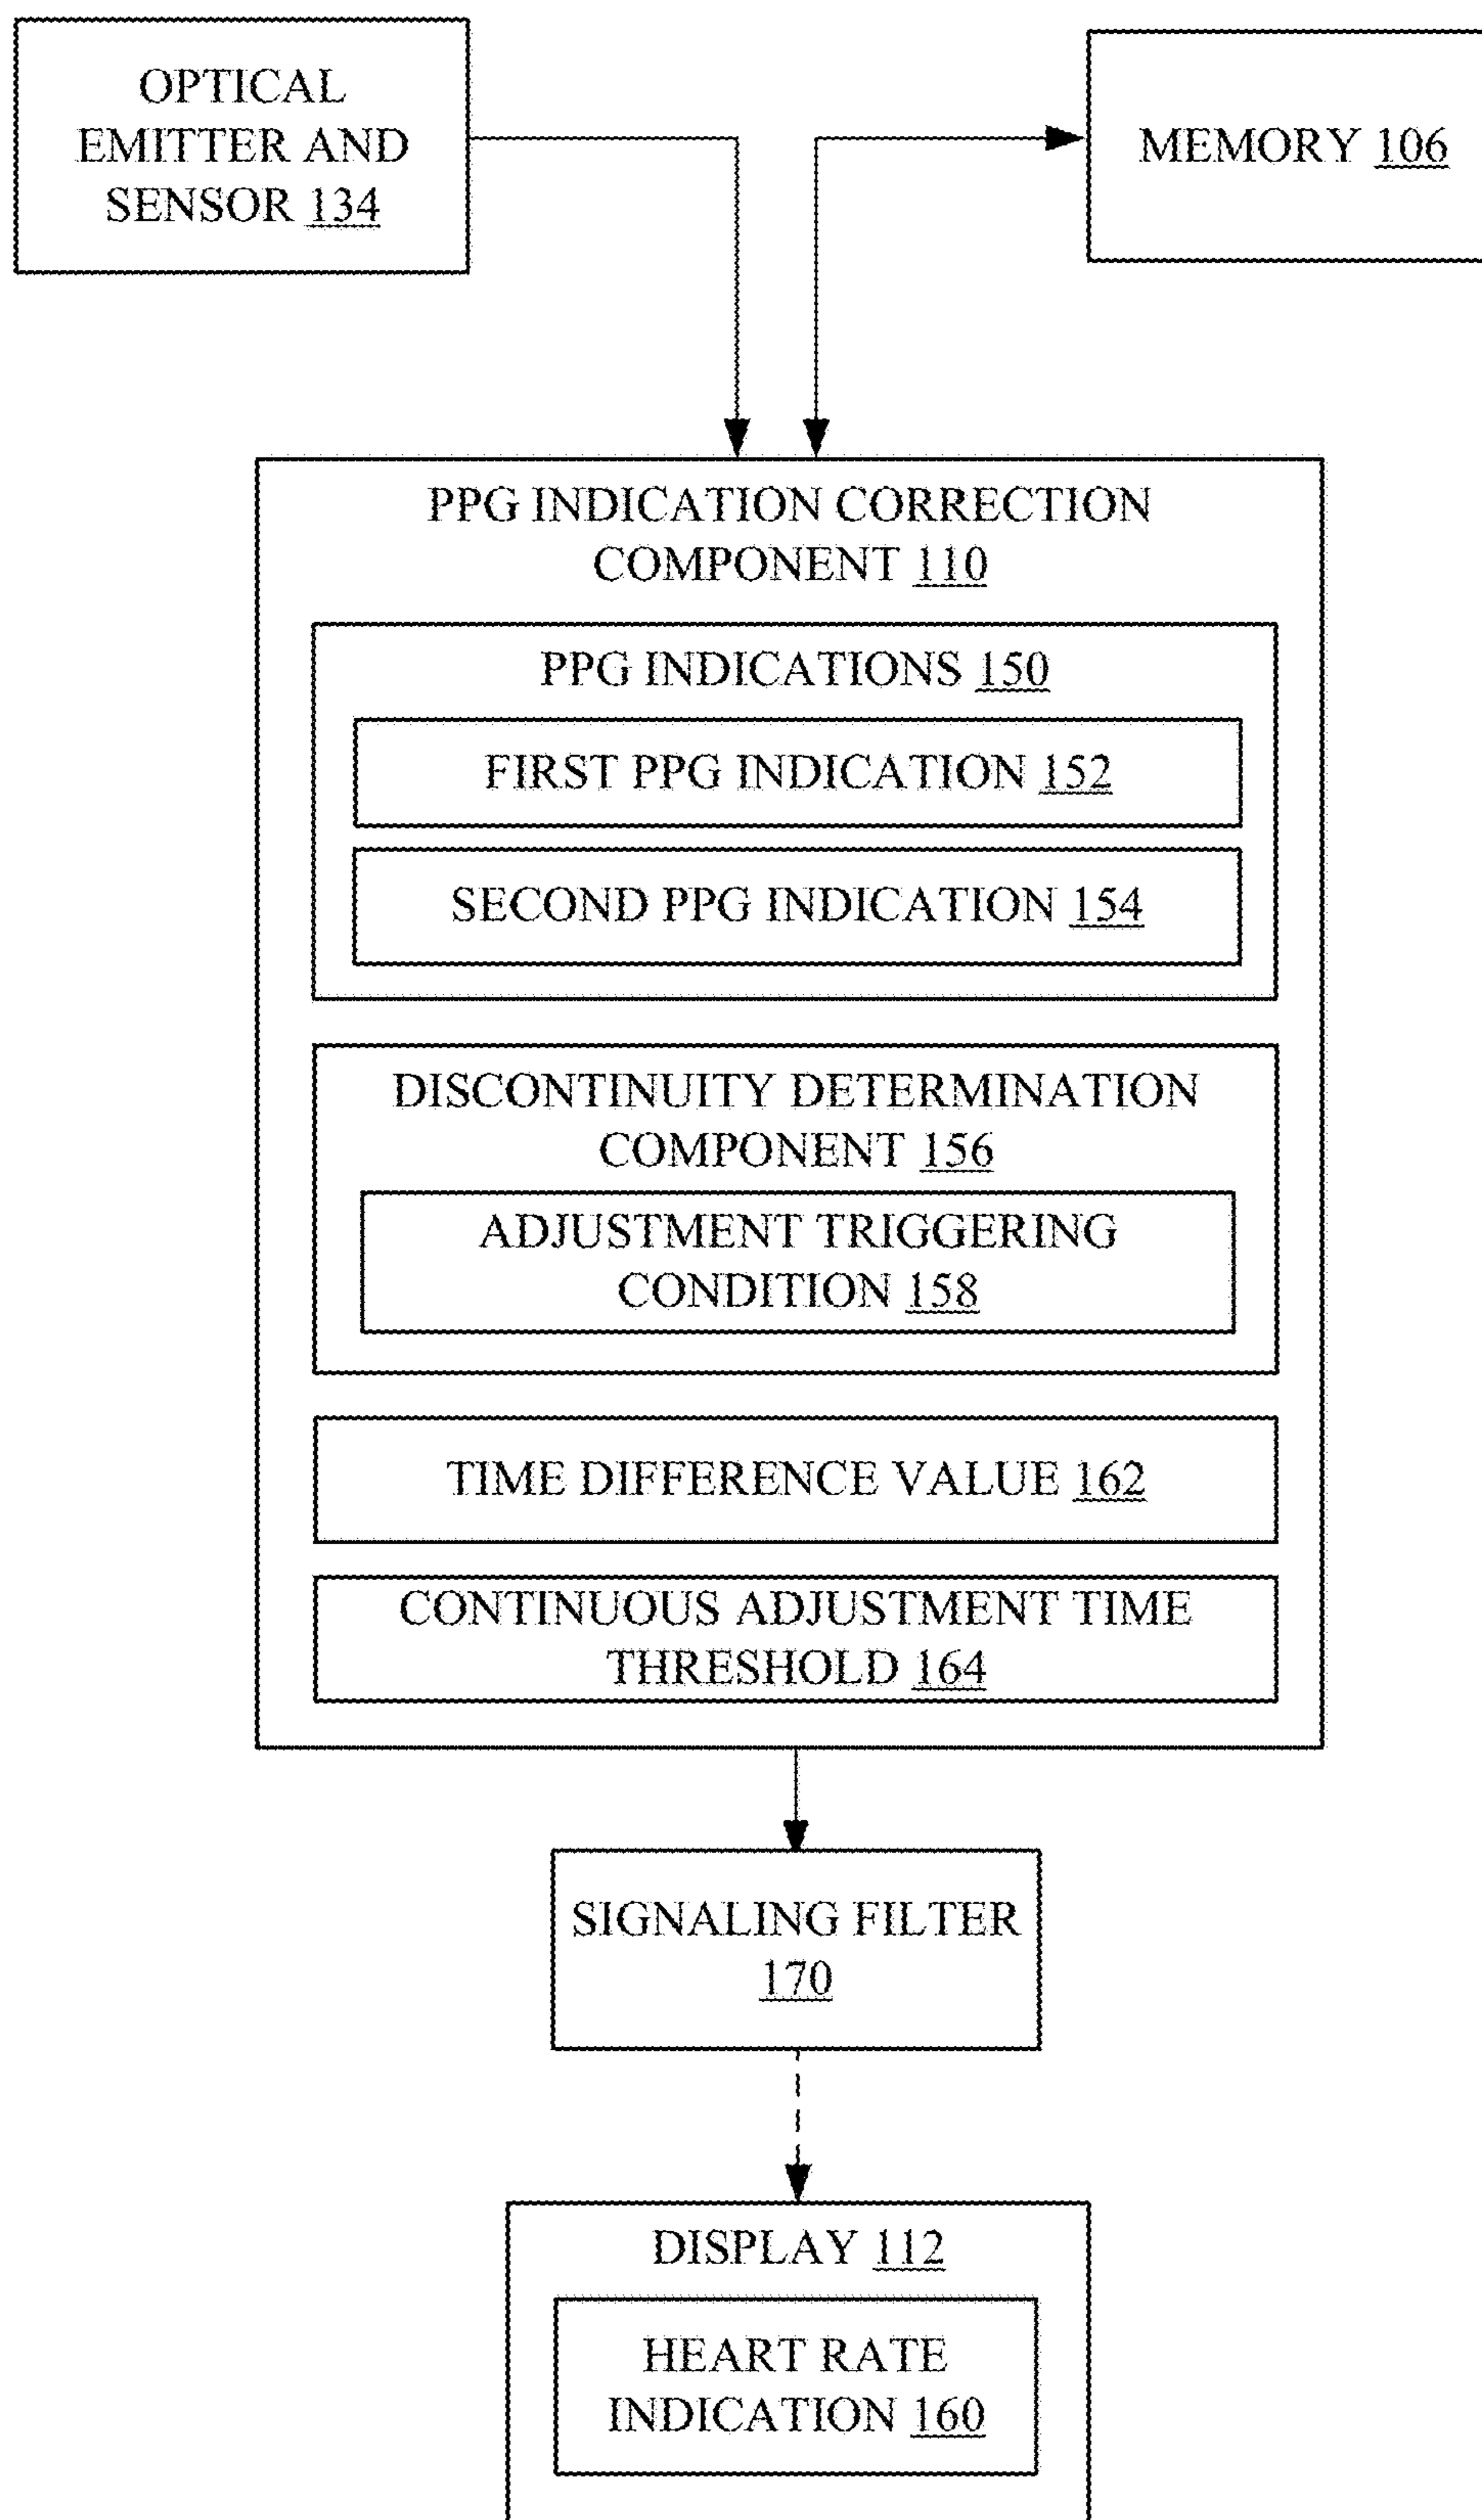 OPTICAL
EMITTER AND
SENSOR 134
MEMORY 106
PPG INDICATION CORRECTION
COMPONENT 110
PPG INDICATIONS 150
FIRST PPG INDICATION 152
SECOND PPG INDICATION 154
DISCONTINUITY DETERMINATION
COMPONENT 156
ADJUSTMENT TRIGGERING
CONDITION 158
TIME DIFFERENCE VALUE 162
CONTINUOUS ADJUSTMENT TIME
THRESHOLD 164
SIGNALING FILTER
170
DISPLAY 112
HEART RATE
INDICATION 160